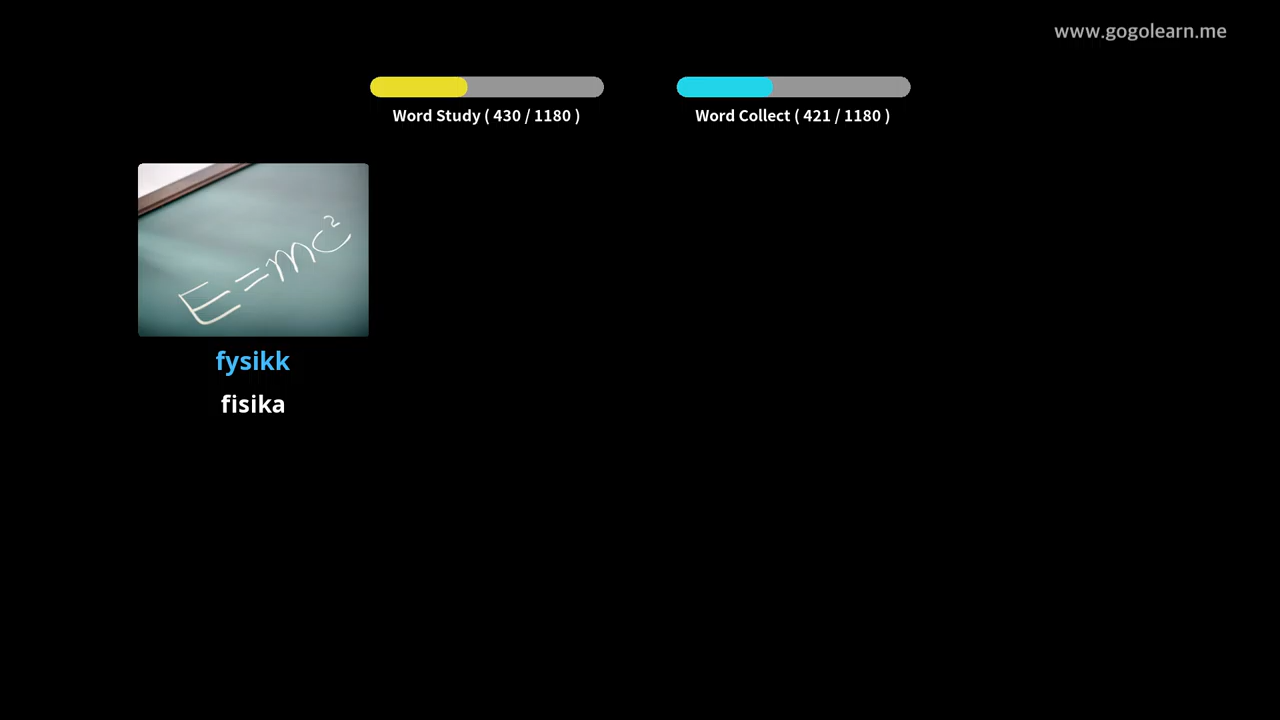 www.gogolearn.me
Word Study ( 430 / 1180 )
Word Collect ( 421 / 1180 )
E=mc²
fysikk
fisika